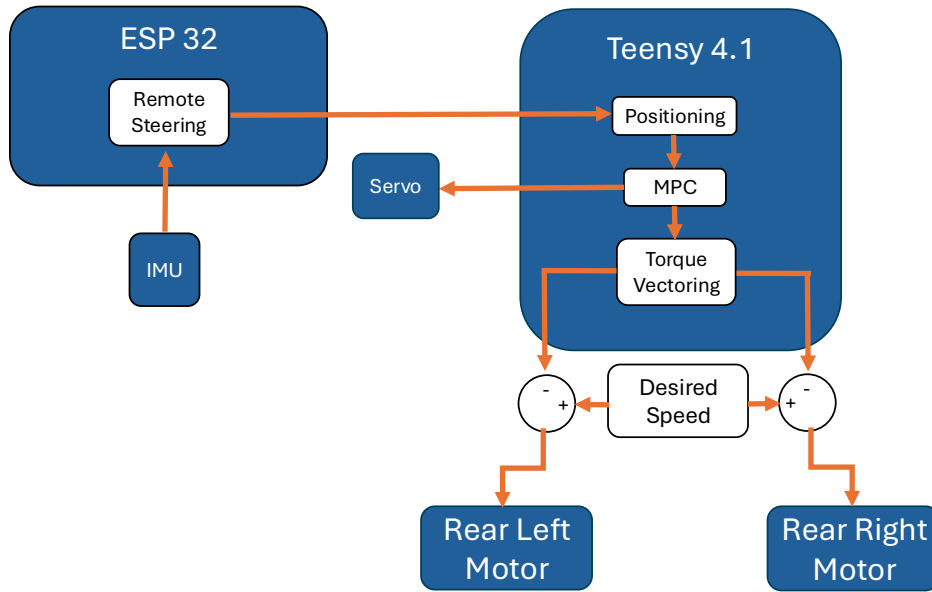 ESP 32
Remote
Steering
IMU
Servo
Teensy 4.1
Positioning
MPC
Torque
Vectoring
-
+
Desired
Speed
-
+
Rear Left
Motor
Rear Right
Motor